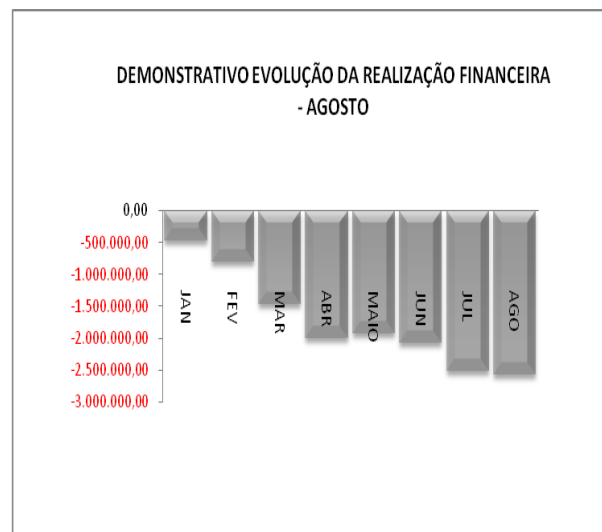 DEMONSTRATIVO EVOLUÇÃO DA REALIZAÇÃO FINANCEIRA
- AGOSTO
0,00
-500.000,00
-1.000.000,00
-1.500.000,00
-2.000.000,00
-2.500.000,00
-3.000.000,00
JAN
FEV
MAR
ABR
MAIO
JUN
JUL
AGO